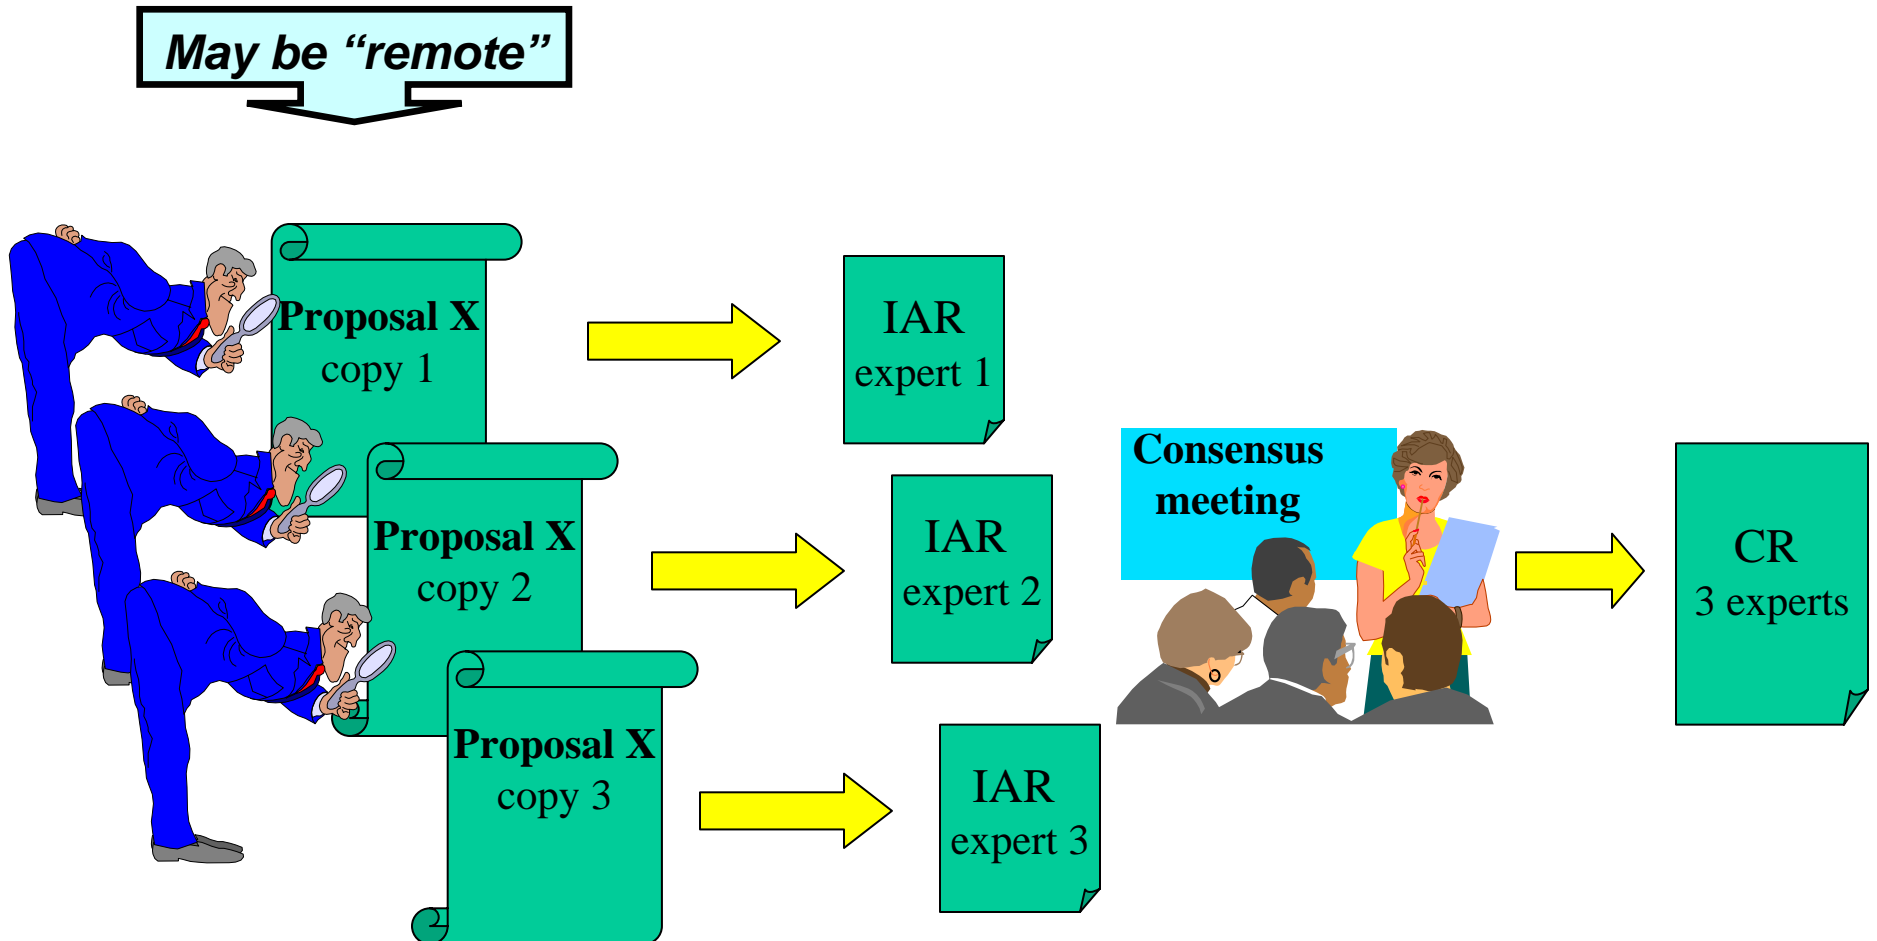 May be “remote”
Proposal X
copy 1
IAR
expert 1
Proposal X
copy 2
IAR
expert 2
Proposal X
copy 3
IAR
expert 3
Consensus
meeting
CR
3 experts